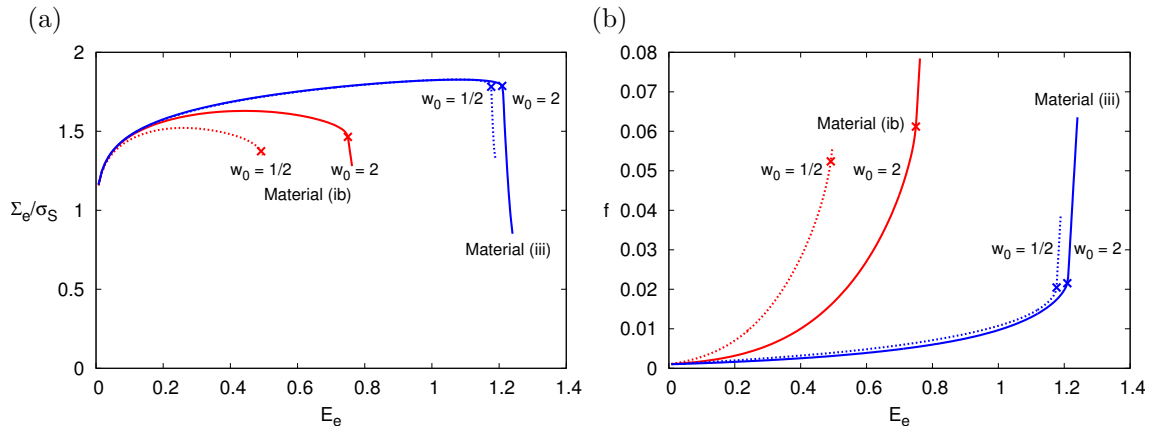 (a)
2
1.5
1
0.5
0
Σe/σS
w0 = 1/2
w0 = 2
w0 = 1/2
w0 = 2
Material (ib)
Material (iii)
0 0.2 0.4 0.6 0.8 1 1.2 1.4
Ee
(b)
0.08
0.07
0.06
0.05
0.04
0.03
0.02
0.01
0
f
Material (iii)
Material (ib)
w0 = 1/2
w0 = 2
w0 = 1/2
w0 = 2
0 0.2 0.4 0.6 0.8 1 1.2 1.4
Ee